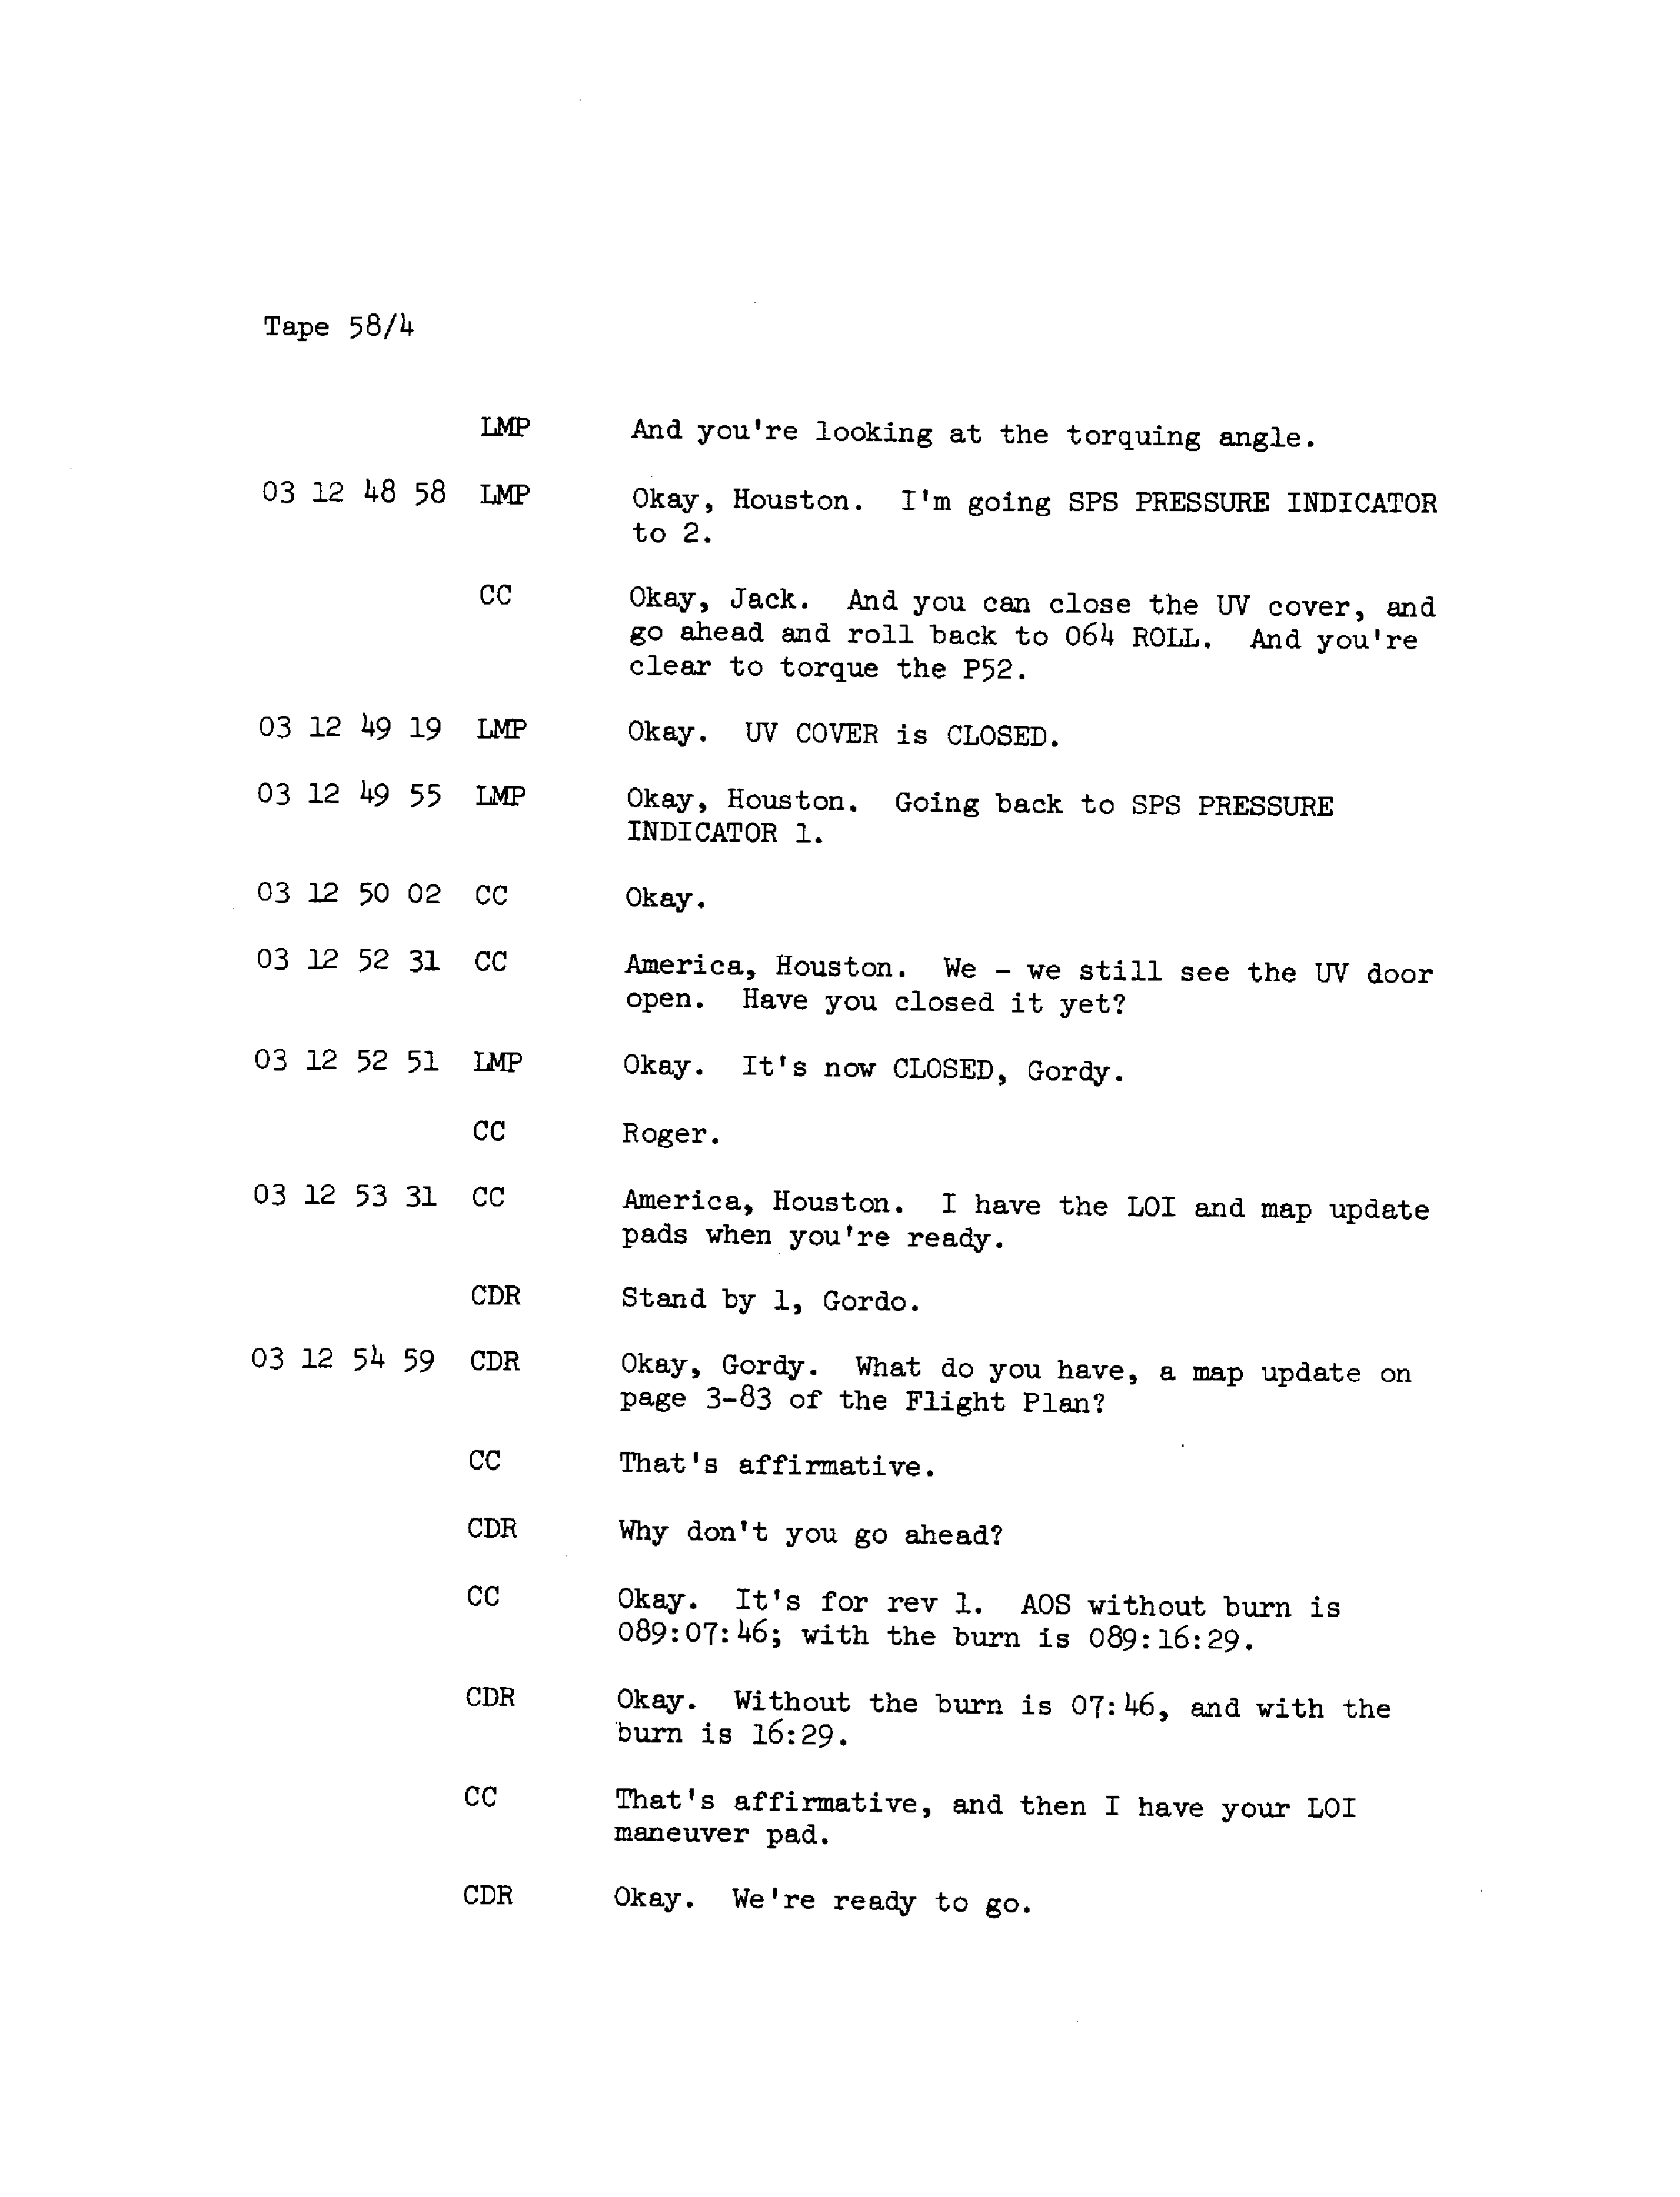 Tape 58/4
LMP And you're looking at the torquing angle.
03 12 48 58 LMP Okay, Houston. I'm going SPS PRESSURE INDICATOR
to 2.
CC Okay, Jack. And you can close the UV cover, and
go ahead and roll back to 064 ROLL. And you're
clear to torque the P52.
03 12 49 19 LMP Okay. UV COVER is CLOSED.
03 12 49 55 LMP Okay, Houston. Going back to SPS PRESSURE
INDICATOR 1.
03 12 50 02 CC Okay.
03 12 52 31 CC America, Houston. We - we still see the UV door
open. Have you closed it yet?
03 12 52 51 LMP Okay. It's now CLOSED, Gordy.
CC Roger.
03 12 53 31 CC America, Houston. I have the LOI and map update
pads when you're ready.
CDR Stand by 1, Gordo.
03 12 54 59 CDR Okay, Gordy. What do you have, a map update on
page 3-83 of the Flight Plan?
CC That's affirmative.
CDR Why don't you go ahead?
CC Okay. It's for rev 1. AOS without burn is
089:07:46; with the burn is 089:16:29.
CDR Okay. Without the burn is 07:46, and with the
burn is 16:29.
CC That's affirmative, and then I have your LOI
maneuver pad.
CDR Okay. We're ready to go.